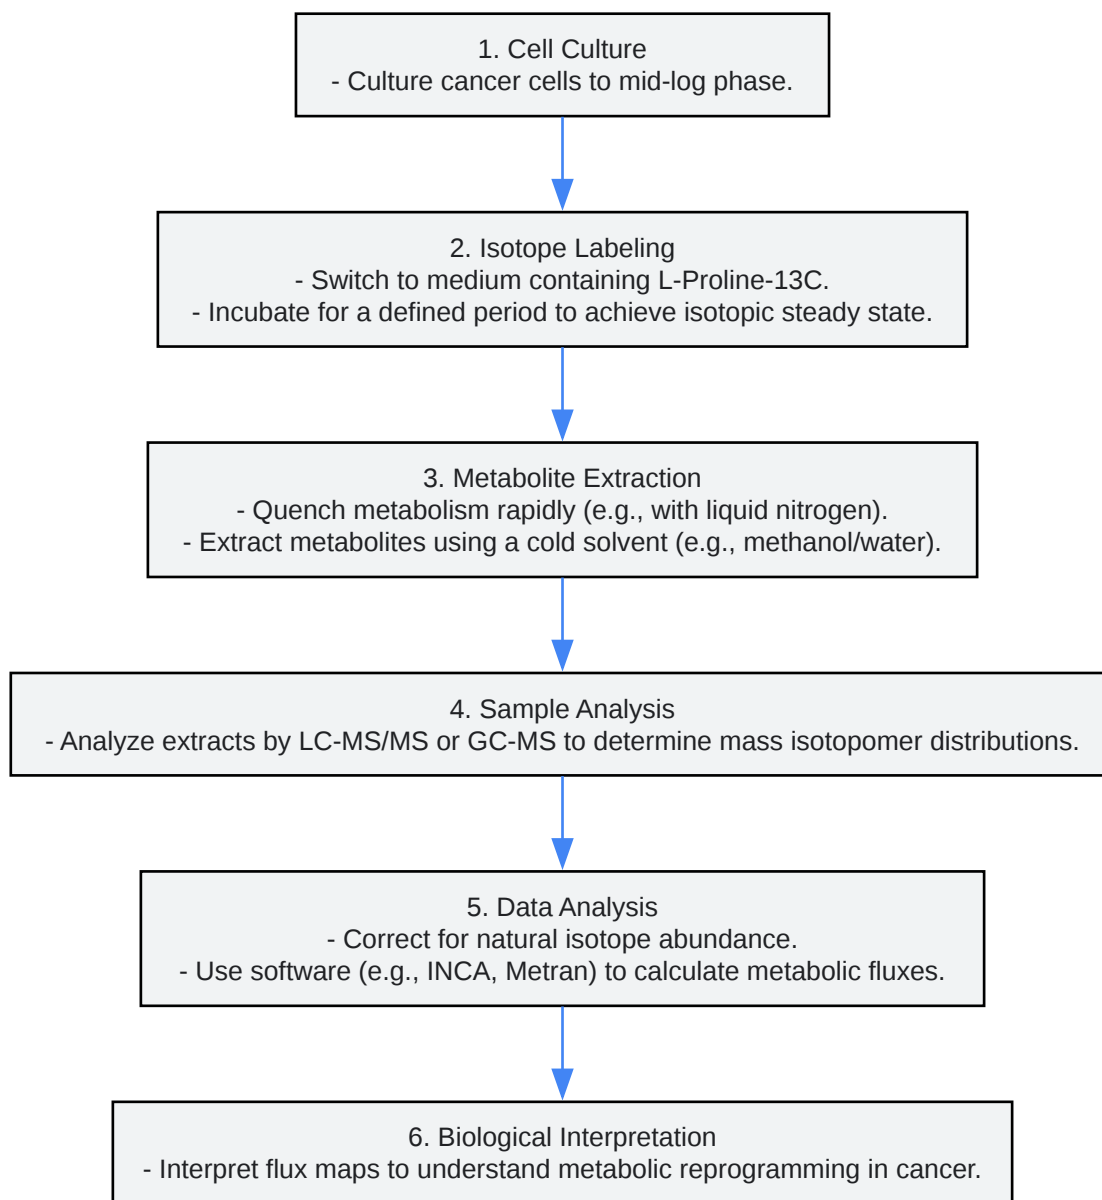 1. Cell Culture
- Culture cancer cells to mid-log phase.
2. Isotope Labeling
- Switch to medium containing L-Proline-13C.
- Incubate for a defined period to achieve isotopic steady state.
3. Metabolite Extraction
- Quench metabolism rapidly (e.g., with liquid nitrogen).
- Extract metabolites using a cold solvent (e.g., methanol/water).
4. Sample Analysis
- Analyze extracts by LC-MS/MS or GC-MS to determine mass isotopomer distributions.
5. Data Analysis
- Correct for natural isotope abundance.
- Use software (e.g., INCA, Metran) to calculate metabolic fluxes.
6. Biological Interpretation
- Interpret flux maps to understand metabolic reprogramming in cancer.